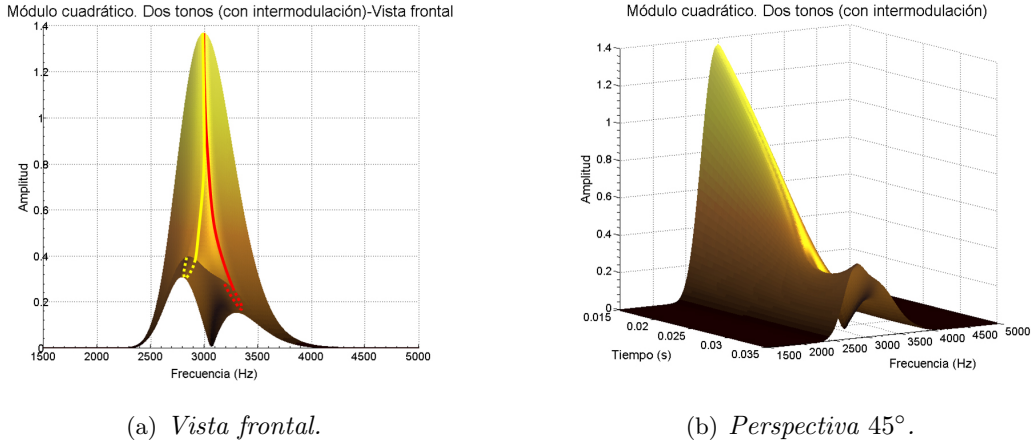 Módulo cuadrático. Dos tonos (con intermodulación)-Vista frontal
1.4
1.2
1
0.8
0.6
0.4
0.2
0
Amplitud
1500 2000 2500 3000 3500 4000 4500 5000
Frecuencia (Hz)
(a) Vista frontal.
Módulo cuadrático. Dos tonos (con intermodulación)
1.4
1.2
1
0.8
0.6
0.4
0.2
0
Amplitud
0.015
0.02
0.025
0.03
0.035
Tiempo (s)
1500 2000 2500 3000 3500 4000 4500 5000
Frecuencia (Hz)
(b) Perspectiva 45°.